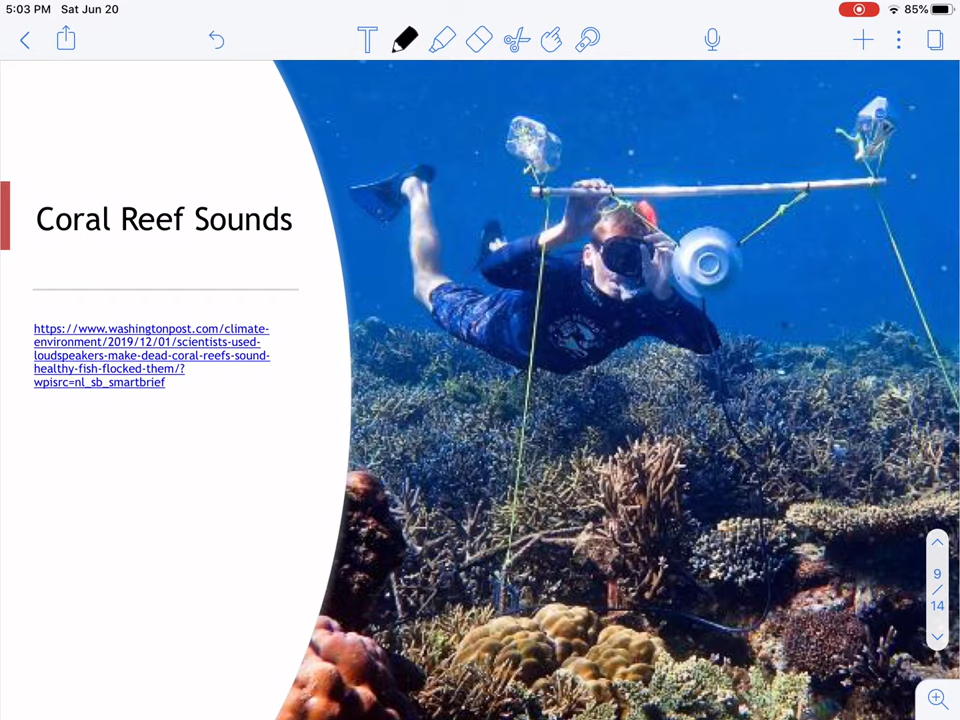 5:03 PM Sat Jun 20
85%
Coral Reef Sounds
https://www.washingtonpost.com/climate-
environment/2019/12/01/scientists-used-
loudspeakers-make-dead-coral-reefs-sound-
healthy-fish-flocked-them/?
wpisrc=nl_sb_smartbrief
9
/
14